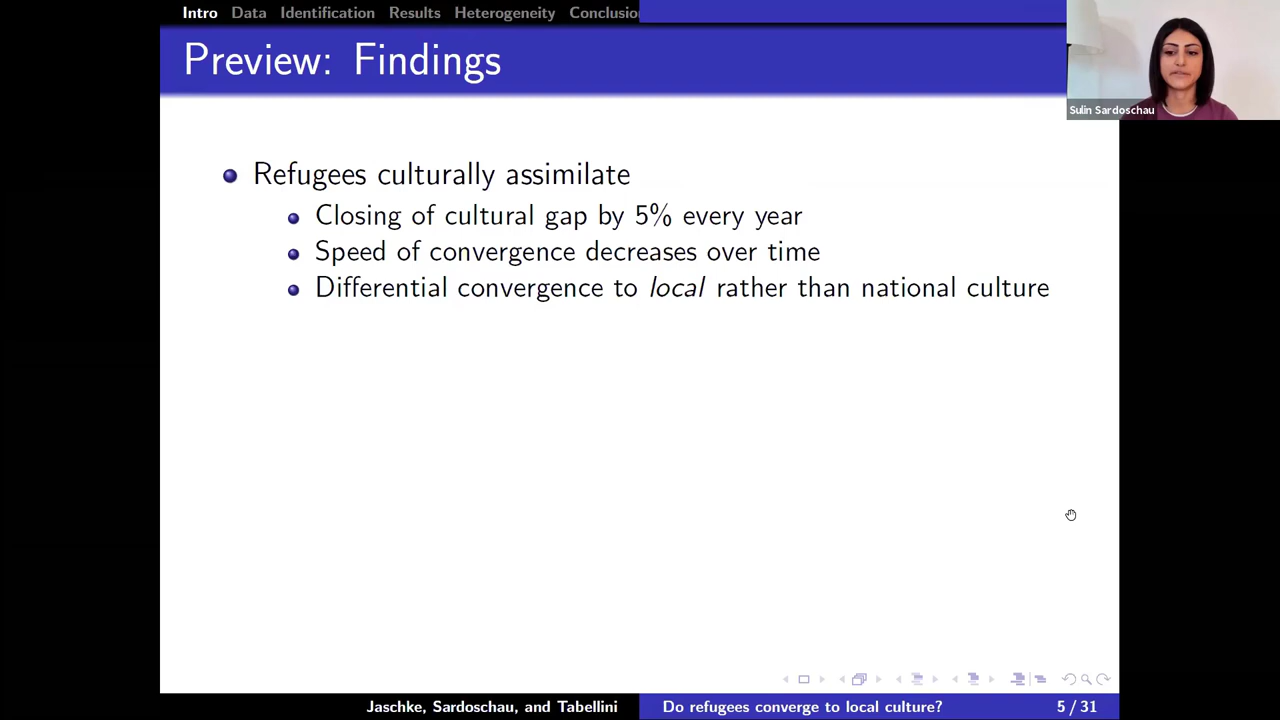 Intro Data Identification Results Heterogeneity Conclusion
Preview: Findings
Sulin Sardoschau
Refugees culturally assimilate
Closing of cultural gap by 5% every year
Speed of convergence decreases over time
Differential convergence to local rather than national culture
Jaschke, Sardoschau, and Tabellini
Do refugees converge to local culture?
5 / 31